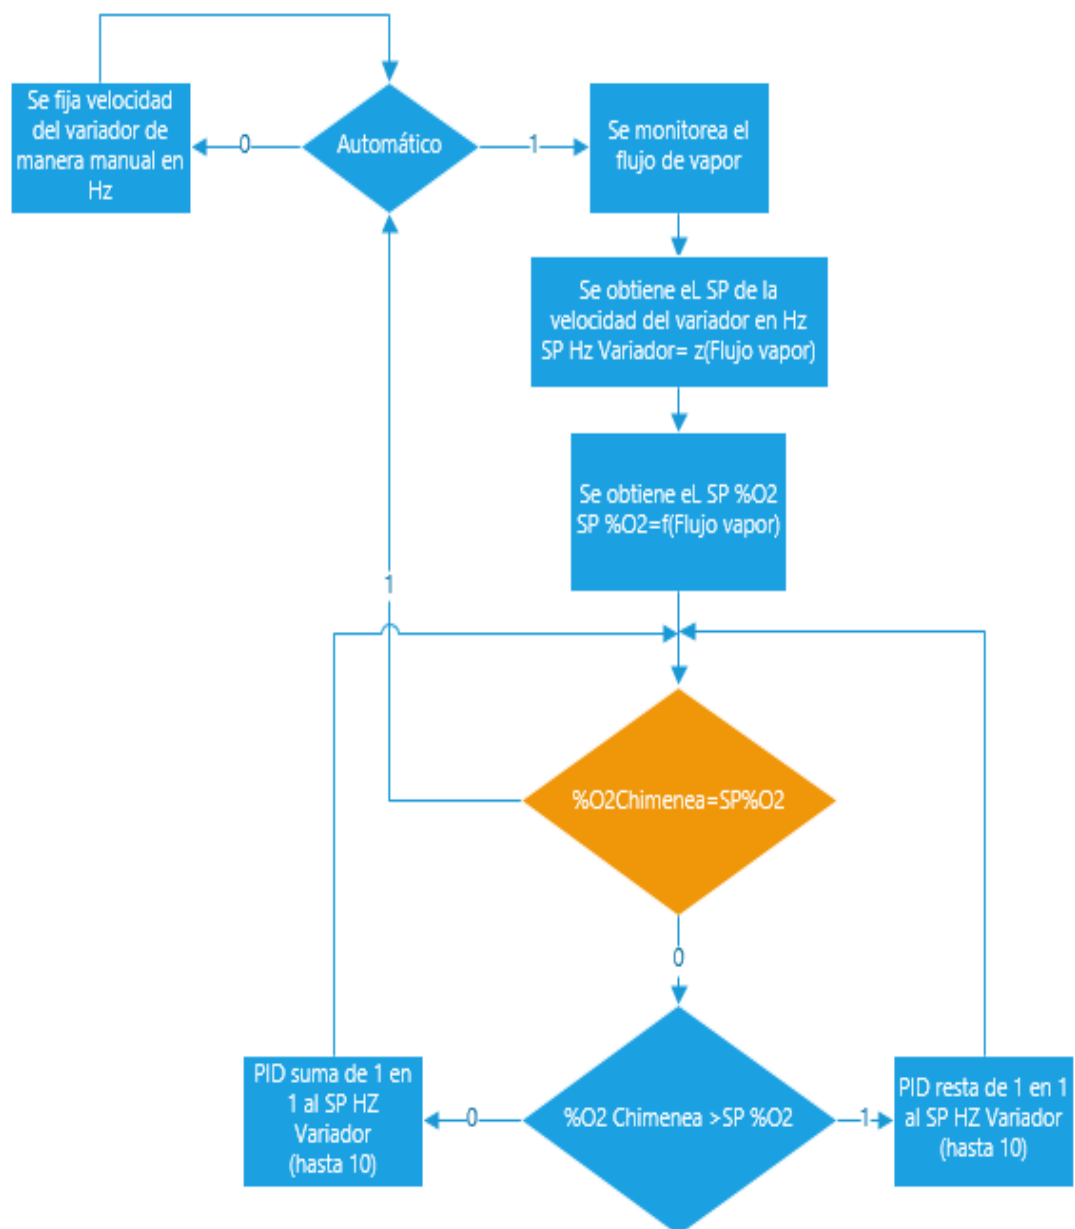 Se fija velocidad
del variador de
manera manual en
Hz
0
Automático
1
Se monitorea el
flujo de vapor
Se obtiene eL SP de la
velocidad del variador en Hz
SP Hz Variador= z(Flujo vapor)
Se obtiene eL SP %O2
SP %O2=f(Flujo vapor)
1
%O2Chimenea=SP%O2
0
PID suma de 1 en
1 al SP HZ
Variador
(hasta 10)
0
%O2 Chimenea >SP %O2
1
PID resta de 1 en 1
al SP HZ Variador
(hasta 10)